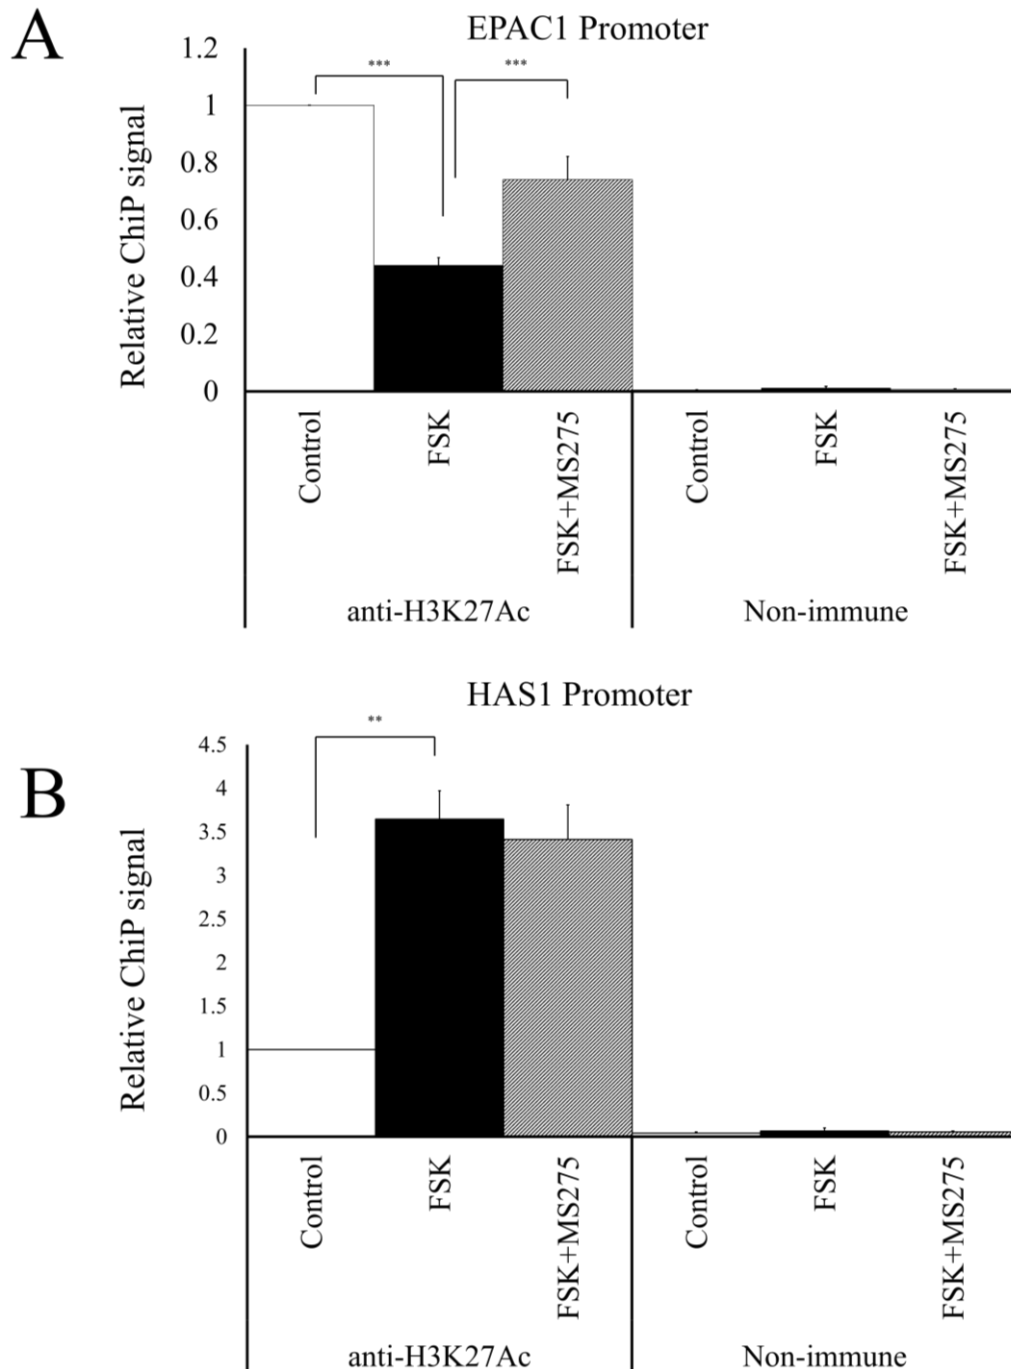 A
EPAC1 Promoter
1.2
1
0.8
0.6
0.4
0.2
0
Relative ChiP signal
***
***
Control
FSK
FSK+MS275
Control
FSK
FSK+MS275
anti-H3K27Ac
Non-immune
B
HAS1 Promoter
4.5
4
3.5
3
2.5
2
1.5
1
0.5
0
Relative ChiP signal
**
Control
FSK
FSK+MS275
Control
FSK
FSK+MS275
anti-H3K27Ac
Non-immune